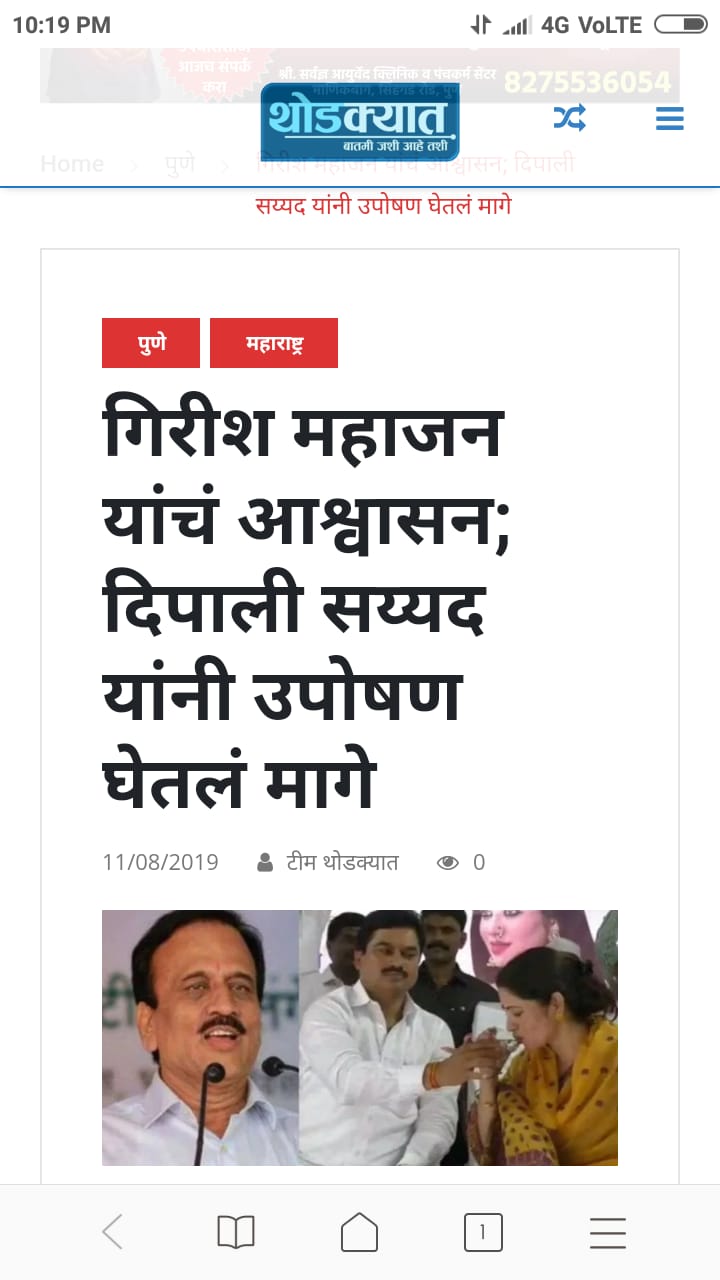 10:19 PM
4G VoLTE
आजच संपर्क
करा
श्री. सर्वज्ञ आयुर्वेद क्लिनिक व पंचकर्म सेंटर
माणिकबाग, सिंहगड रोड, पुणे
8275536054
थोडक्यात
बातमी जशी आहे तशी
Home › पुणे › गिरीश महाजन यांचं आश्वासन; दिपाली
सय्यद यांनी उपोषण घेतलं मागे
पुणे
महाराष्ट्र
गिरीश महाजन
यांचं आश्वासन;
दिपाली सय्यद
यांनी उपोषण
घेतलं मागे
11/08/2019 टीम थोडक्यात 0
1